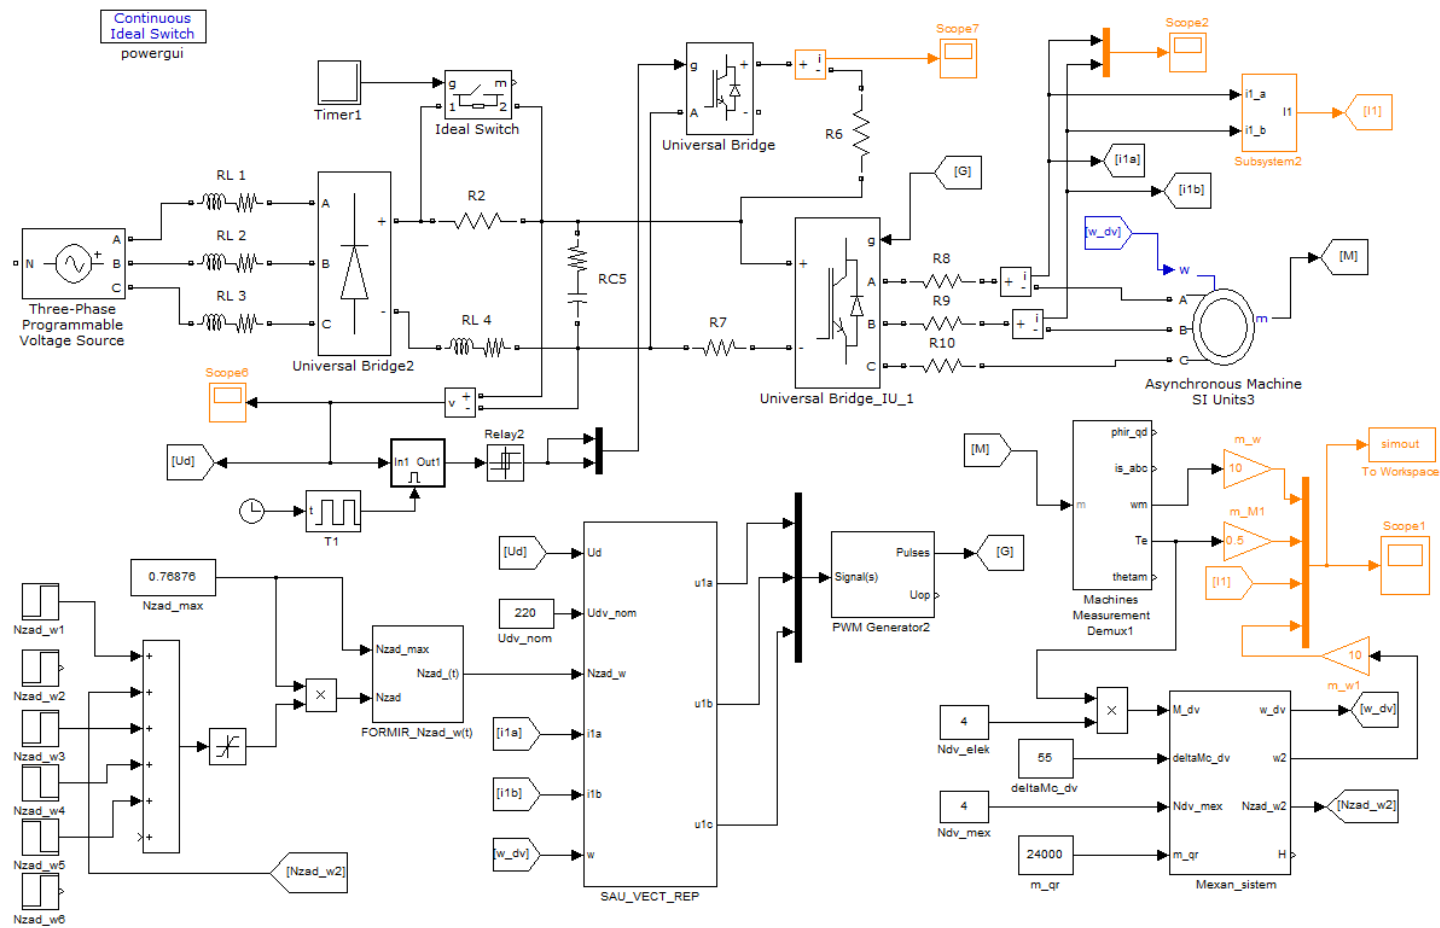 Continuous
Ideal Switch
powergui
Timer1
g
m
1
2
Ideal Switch
g
+
A
-
Universal Bridge
+
i
-
Scope7
R6
Scope2
i1_a
i1_b
I1
Subsystem2
[I1]
[i1a]
[i1b]
[G]
[w_dv]
[M]
N
A
B
C
+
Three-Phase
Programmable
Voltage Source
RL 1
RL 2
RL 3
A
B
C
+
-
Universal Bridge2
R2
RC5
RL 4
R7
g
+
-
A
B
C
Universal Bridge_IU_1
R8
R9
R10
+
i
-
+
i
-
w
A
B
C
m
Asynchronous Machine
SI Units3
Scope6
v
+
-
[Ud]
In1
Out1
Relay2
t
T1
[M]
m
phir_qd
is_abc
wm
Te
thetam
Machines
Measurement
Demux1
m_w
10
m_M1
0.5
[I1]
simout
To Workspace
Scope1
10
m_w1
0.76876
Nzad_max
Nzad_w1
Nzad_w2
Nzad_w3
Nzad_w4
Nzad_w5
Nzad_w6
+
+
+
+
+
+
[Nzad_w2]
×
Nzad_max
Nzad
Nzad_(t)
FORMIR_Nzad_w(t)
[Ud]
220
Udv_nom
[i1a]
[i1b]
[w_dv]
Ud
Udv_nom
Nzad_w
i1a
i1b
w
u1a
u1b
u1c
SAU_VECT_REP
Signal(s)
Pulses
Uop
PWM Generator2
[G]
4
Ndv_elek
55
deltaMc_dv
4
Ndv_mex
24000
m_qr
×
M_dv
deltaMc_dv
Ndv_mex
m_qr
w_dv
w2
Nzad_w2
H
Mexan_sistem
[w_dv]
[Nzad_w2]